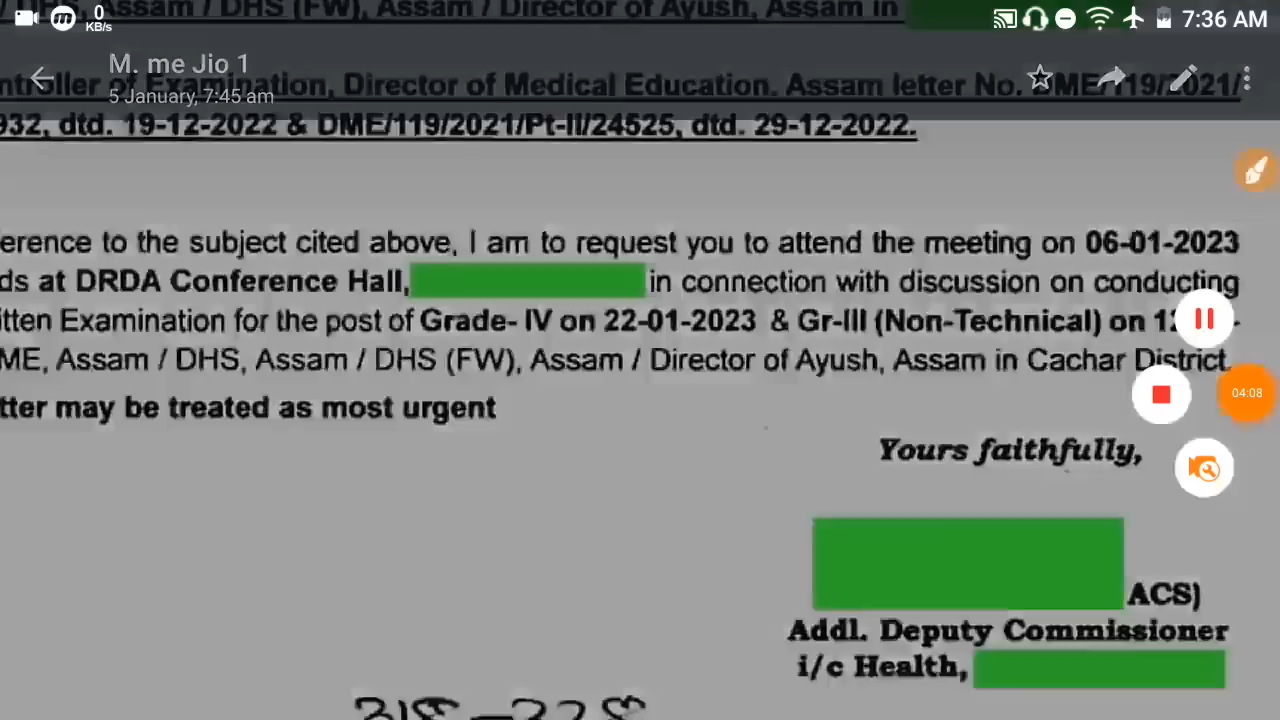 0 7:36 AM
KB/s
Assam / DHS (FW), Assam / Director of Ayush, Assam in
M. me Jio 1
5 January, 7:45 am
ntroller of Examination, Director of Medical Education. Assam letter No. DME/119/2021/
932, dtd. 19-12-2022 & DME/119/2021/Pt-II/24525, dtd. 29-12-2022.
erence to the subject cited above, I am to request you to attend the meeting on 06-01-2023
ds at DRDA Conference Hall, in connection with discussion on conducting
itten Examination for the post of Grade- IV on 22-01-2023 & Gr-III (Non-Technical) on
ME, Assam / DHS, Assam / DHS (FW), Assam / Director of Ayush, Assam in Cachar District.
tter may be treated as most urgent
04:08
Yours faithfully,
ACS)
Addl. Deputy Commissioner
i/c Health,